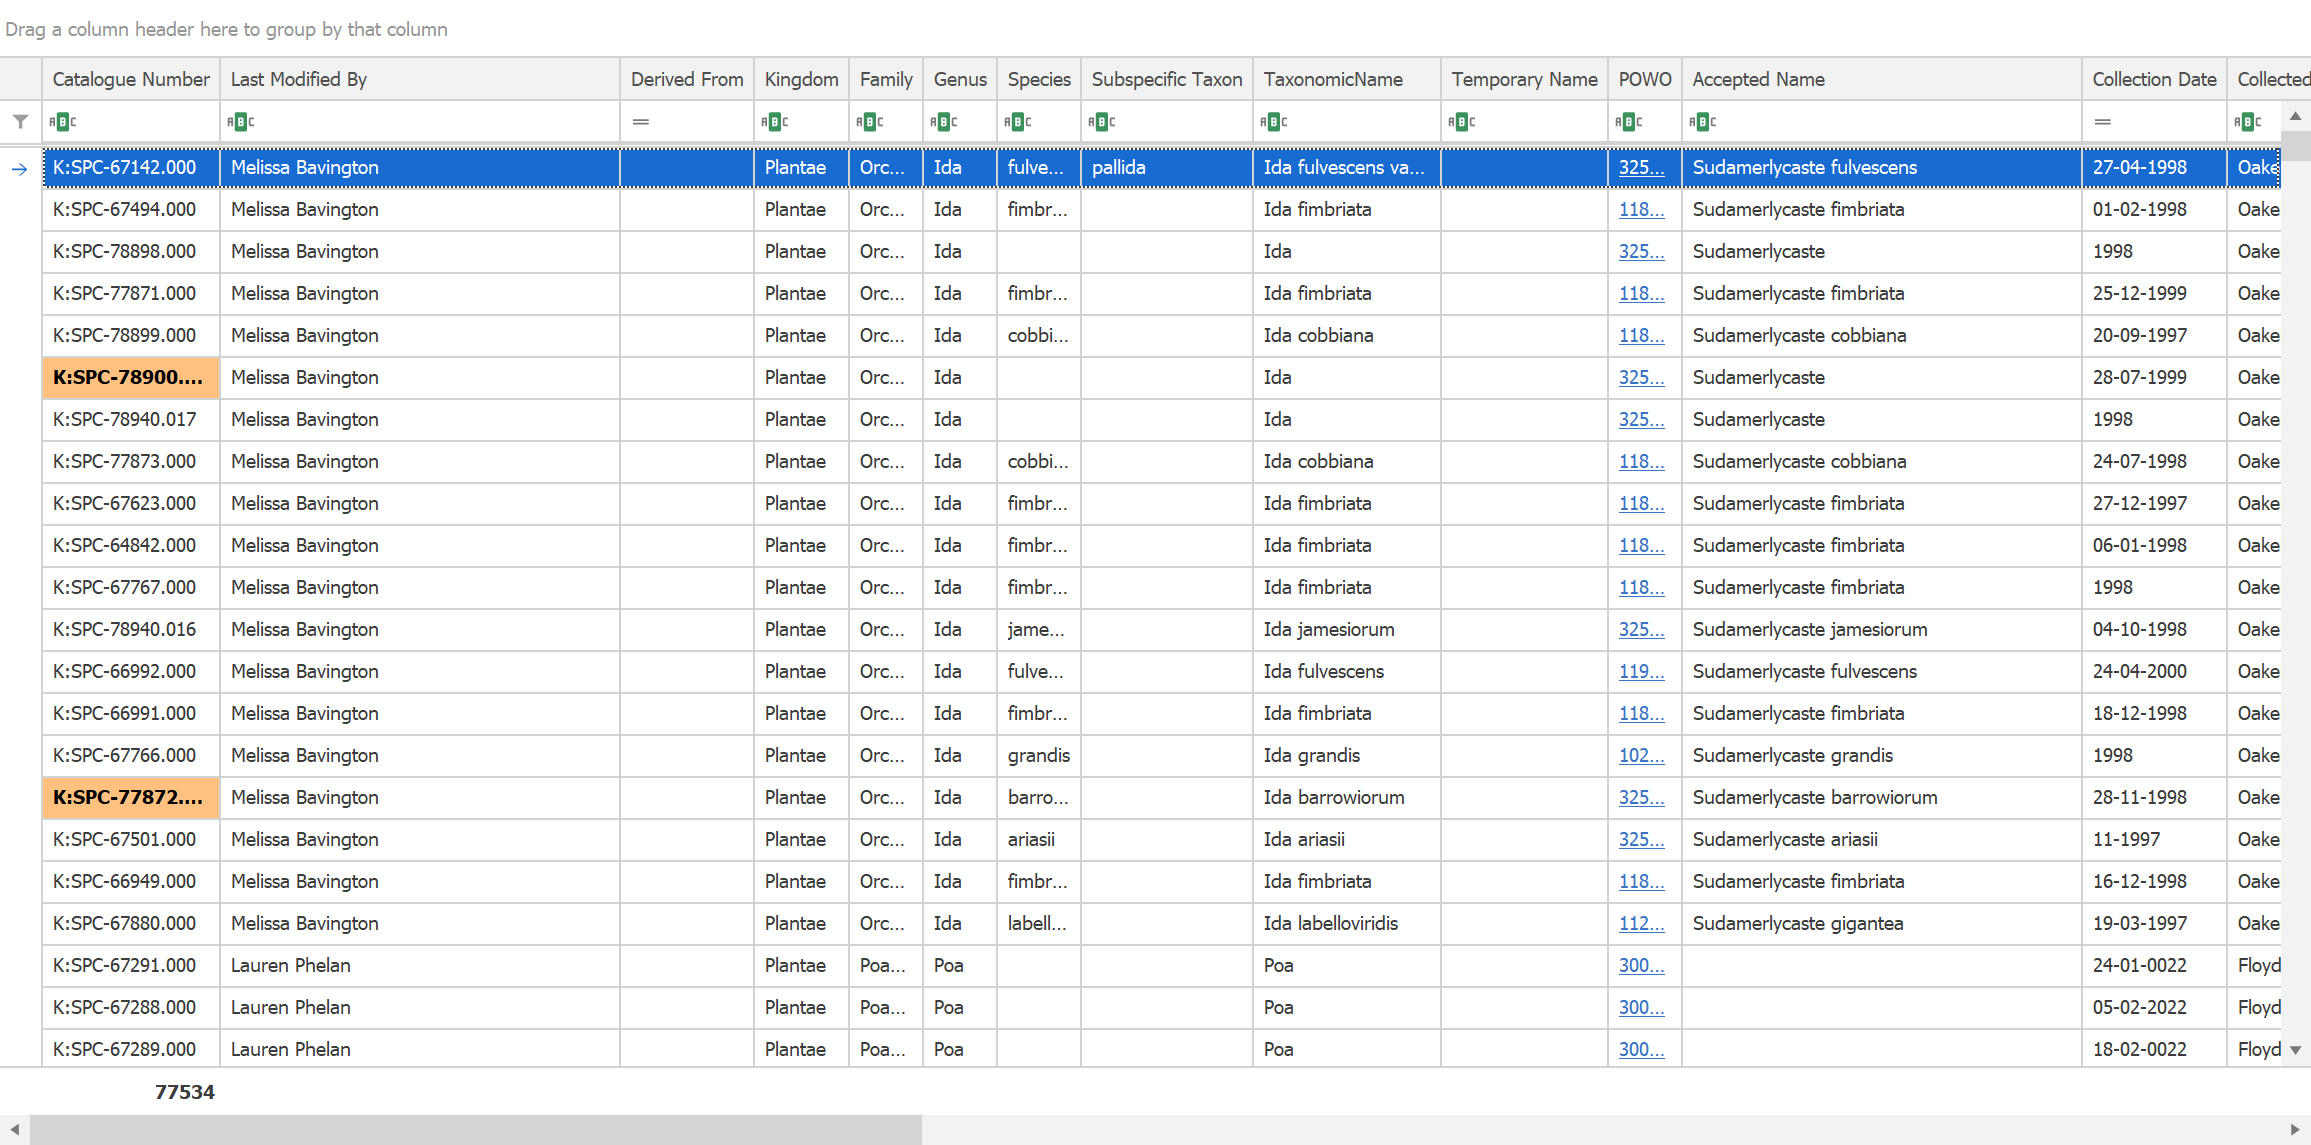 Drag a column header here to group by that column
Catalogue Number Last Modified By Derived From Kingdom Family Genus Species Subspecific Taxon TaxonomicName Temporary Name POWO Accepted Name Collection Date Collected
ABC ABC = ABC ABC ABC ABC ABC ABC ABC ABC ABC = ABC
K:SPC-67142.000 Melissa Bavington Plantae Orc... Ida fulve... pallida Ida fulvescens va... 325... Sudamerlycaste fulvescens 27-04-1998 Oake
K:SPC-67494.000 Melissa Bavington Plantae Orc... Ida fimbr... Ida fimbriata 118... Sudamerlycaste fimbriata 01-02-1998 Oake
K:SPC-78898.000 Melissa Bavington Plantae Orc... Ida Ida 325... Sudamerlycaste 1998 Oake
K:SPC-77871.000 Melissa Bavington Plantae Orc... Ida fimbr... Ida fimbriata 118... Sudamerlycaste fimbriata 25-12-1999 Oake
K:SPC-78899.000 Melissa Bavington Plantae Orc... Ida cobbi... Ida cobbiana 118... Sudamerlycaste cobbiana 20-09-1997 Oake
K:SPC-78900.... Melissa Bavington Plantae Orc... Ida Ida 325... Sudamerlycaste 28-07-1999 Oake
K:SPC-78940.017 Melissa Bavington Plantae Orc... Ida Ida 325... Sudamerlycaste 1998 Oake
K:SPC-77873.000 Melissa Bavington Plantae Orc... Ida cobbi... Ida cobbiana 118... Sudamerlycaste cobbiana 24-07-1998 Oake
K:SPC-67623.000 Melissa Bavington Plantae Orc... Ida fimbr... Ida fimbriata 118... Sudamerlycaste fimbriata 27-12-1997 Oake
K:SPC-64842.000 Melissa Bavington Plantae Orc... Ida fimbr... Ida fimbriata 118... Sudamerlycaste fimbriata 06-01-1998 Oake
K:SPC-67767.000 Melissa Bavington Plantae Orc... Ida fimbr... Ida fimbriata 118... Sudamerlycaste fimbriata 1998 Oake
K:SPC-78940.016 Melissa Bavington Plantae Orc... Ida jame... Ida jamesiorum 325... Sudamerlycaste jamesiorum 04-10-1998 Oake
K:SPC-66992.000 Melissa Bavington Plantae Orc... Ida fulve... Ida fulvescens 119... Sudamerlycaste fulvescens 24-04-2000 Oake
K:SPC-66991.000 Melissa Bavington Plantae Orc... Ida fimbr... Ida fimbriata 118... Sudamerlycaste fimbriata 18-12-1998 Oake
K:SPC-67766.000 Melissa Bavington Plantae Orc... Ida grandis Ida grandis 102... Sudamerlycaste grandis 1998 Oake
K:SPC-77872.... Melissa Bavington Plantae Orc... Ida barro... Ida barrowiorum 325... Sudamerlycaste barrowiorum 28-11-1998 Oake
K:SPC-67501.000 Melissa Bavington Plantae Orc... Ida ariasii Ida ariasii 325... Sudamerlycaste ariasii 11-1997 Oake
K:SPC-66949.000 Melissa Bavington Plantae Orc... Ida fimbr... Ida fimbriata 118... Sudamerlycaste fimbriata 16-12-1998 Oake
K:SPC-67880.000 Melissa Bavington Plantae Orc... Ida labell... Ida labelloviridis 112... Sudamerlycaste gigantea 19-03-1997 Oake
K:SPC-67291.000 Lauren Phelan Plantae Poa... Poa Poa 300... 24-01-0022 Floyd
K:SPC-67288.000 Lauren Phelan Plantae Poa... Poa Poa 300... 05-02-2022 Floyd
K:SPC-67289.000 Lauren Phelan Plantae Poa... Poa Poa 300... 18-02-0022 Floyd
77534